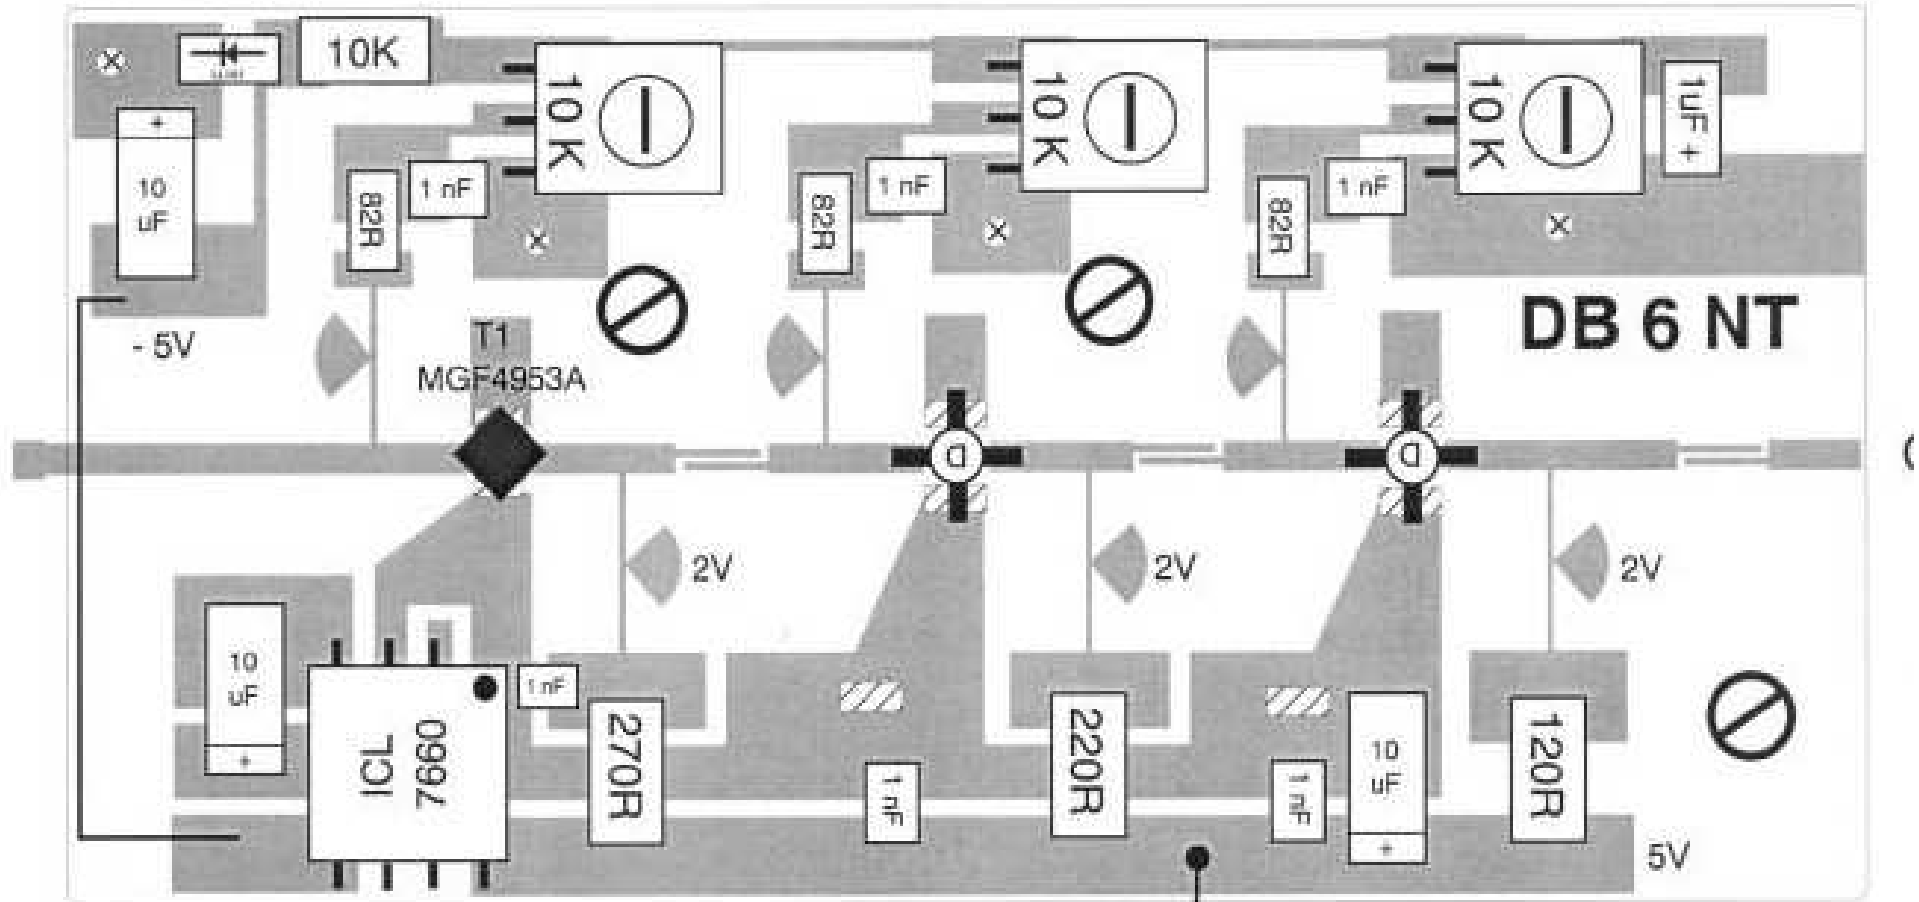 10K
10 K
10 K
10 K
1uF +
+
10
uF
82R
1 nF
82R
1 nF
82R
1 nF
- 5V
T1
MGF4953A
DB 6 NT
D
D
2V
2V
2V
10
uF
+
ICL
7660
1 nF
270R
1 nF
220R
1 nF
10
uF
+
120R
5V